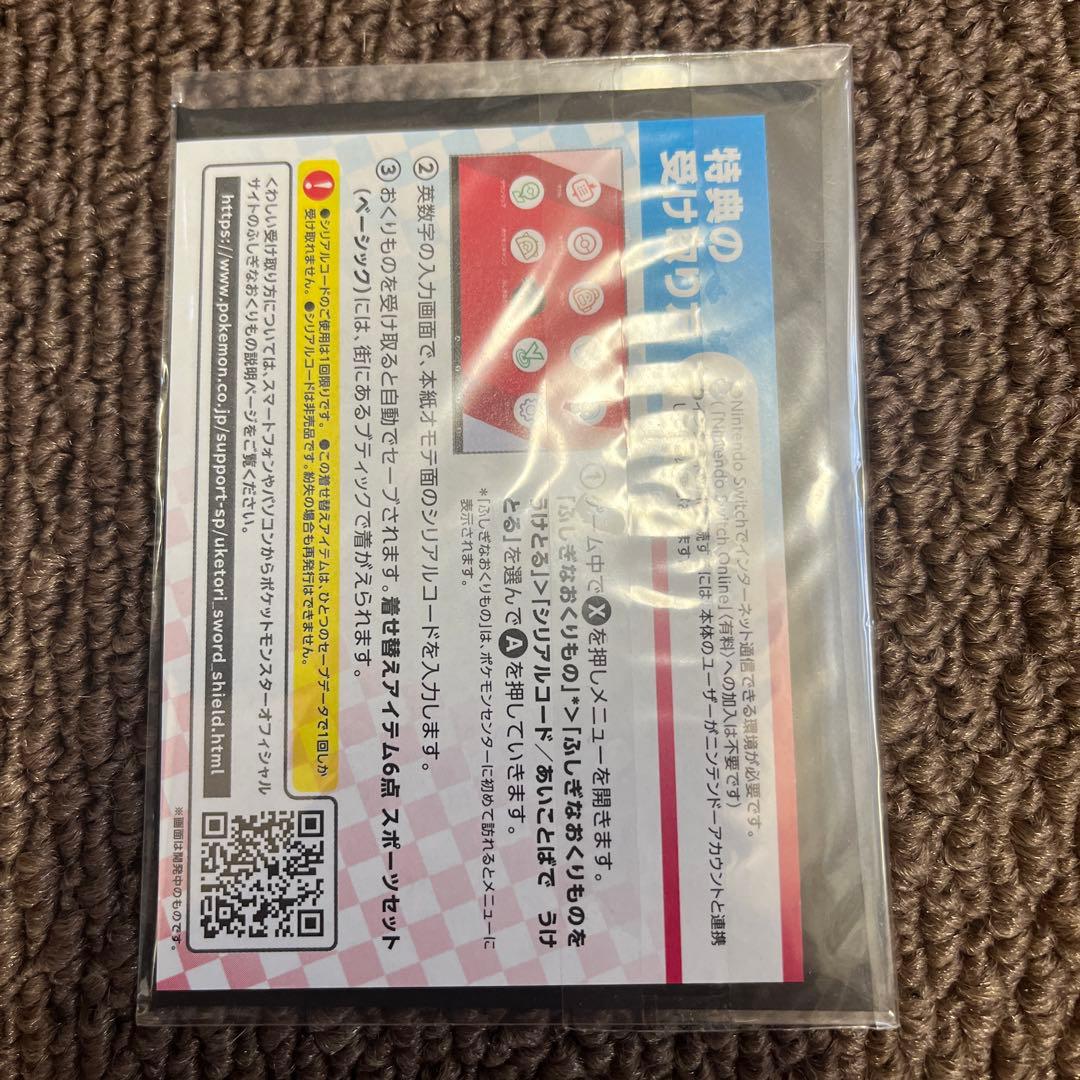 特典の
受け取り
Nintendo Switchでインターネット通信できる環境が必要です。
(「Nintendo Switch Online」(有料)への加入は不要です)
には 本体のユーザーがニンテンドーアカウントと連携
①ゲーム中でXを押しメニューを開きます。
「ふしぎなおくりもの」*>「ふしぎなおくりものを
うけとる」>「シリアルコード/あいことばで うけ
とる」を選んでAを押していきます。
*「ふしぎなおくりもの」は、ポケモンセンターに初めて訪れるとメニューに
表示されます。
②英数字の入力画面で、本紙オモテ面のシリアルコードを入力します。
③おくりものを受け取ると自動でセーブされます。着せ替えアイテム6点 スポーツセット
(ベーシック)には、街にあるブティックで着がえられます。
●シリアルコードのご使用は1回限りです。 ●この着せ替えアイテムは、ひとつのセーブデータで1回しか
受け取れません。 ●シリアルコードは非売品です。紛失の場合も再発行はできません。
くわしい受け取り方については、スマートフォンやパソコンからポケットモンスターオフィシャル
サイトのふしぎなおくりもの説明ページをご覧ください。
https://www.pokemon.co.jp/support-sp/uketori_sword_shield.html
※画面は開発中のものです。